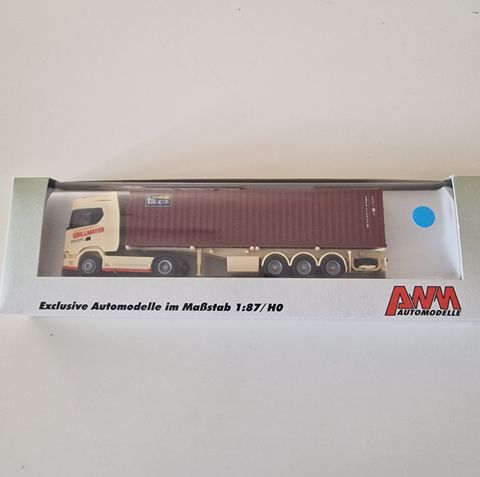 BEACON
GRILLMAYER
Exclusive Automodelle im Maßstab 1:87/H0
AWM
AUTOMODELLE